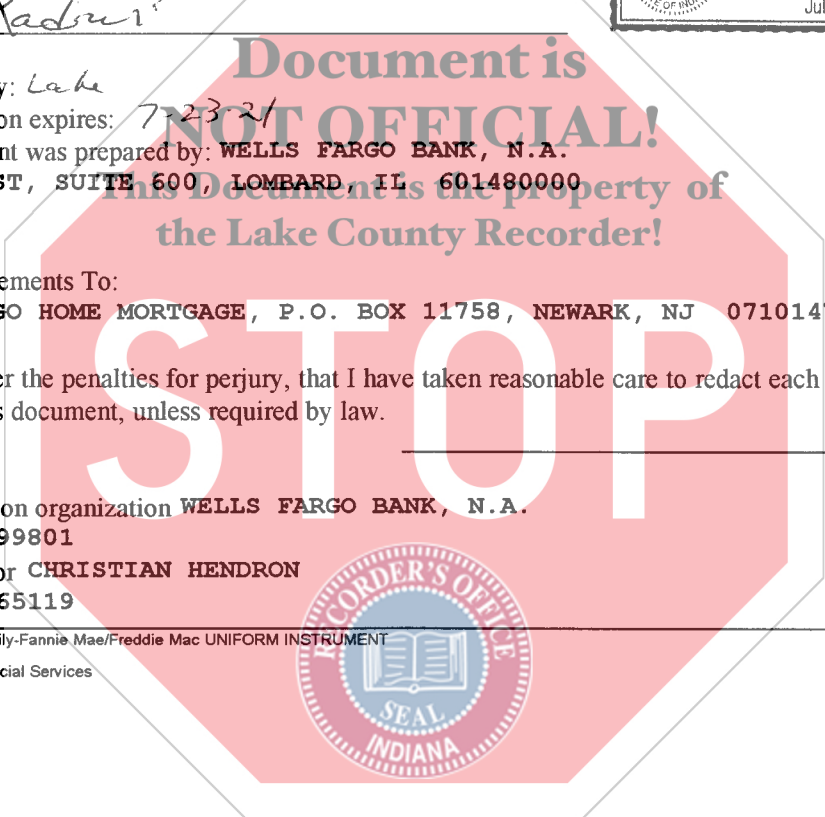 Jul
Document is
y: Lake
NOT OFFICIAL!
on expires: 7-23-21
nt was prepared by: WELLS FARGO BANK, N.A.
ST, SUITE 600, LOMBARD, IL 601480000
This Document is the property of
the Lake County Recorder!
ements To:
GO HOME MORTGAGE, P.O. BOX 11758, NEWARK, NJ 0710147
STOP
er the penalties for perjury, that I have taken reasonable care to redact each
s document, unless required by law.
on organization WELLS FARGO BANK, N.A.
99801
or CHRISTIAN HENDRON
65119
RECORDER'S OFFICE
SEAL
INDIANA
ily-Fannie Mae/Freddie Mac UNIFORM INSTRUMENT
cial Services